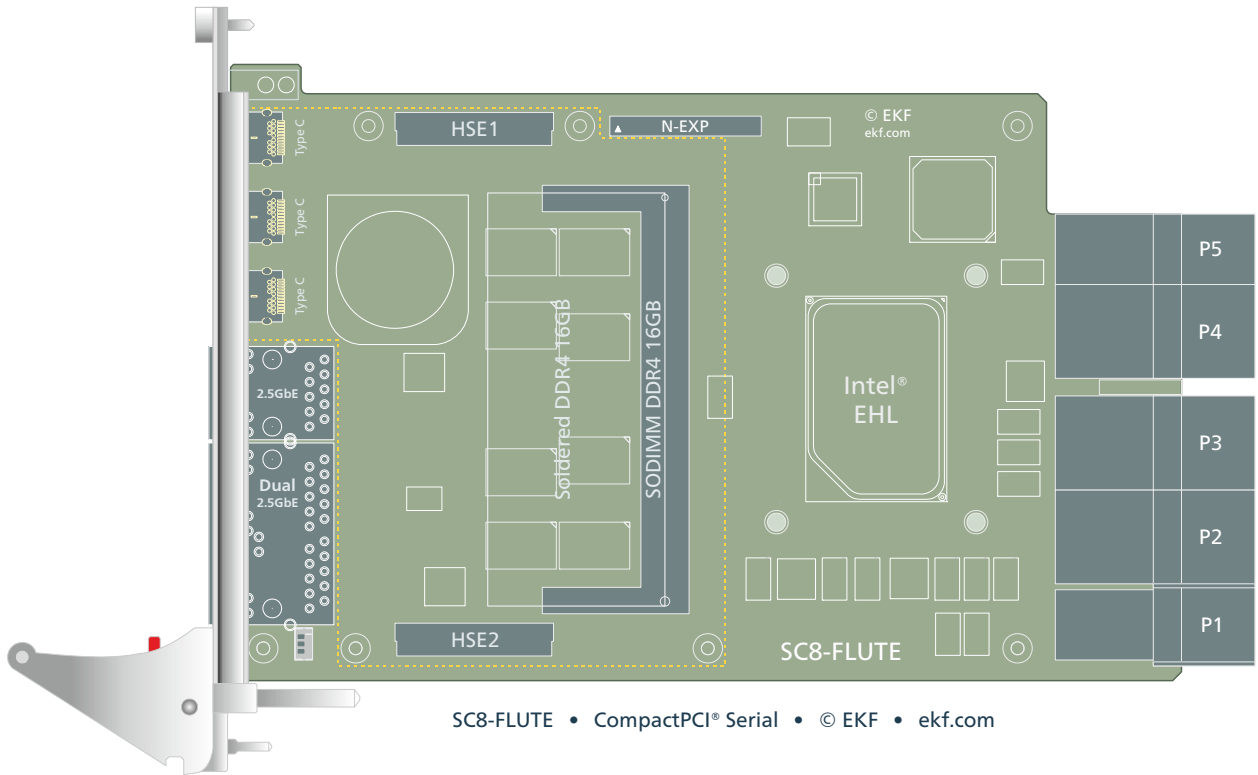 HSE1
N-EXP
© EKF
ekf.com
Type C
Type C
Type C
P5
P4
P3
P2
P1
2.5GbE
Dual
2.5GbE
Soldered DDR4 16GB
SODIMM DDR4 16GB
Intel®
EHL
HSE2
SC8-FLUTE
SC8-FLUTE • CompactPCI® Serial • © EKF • ekf.com